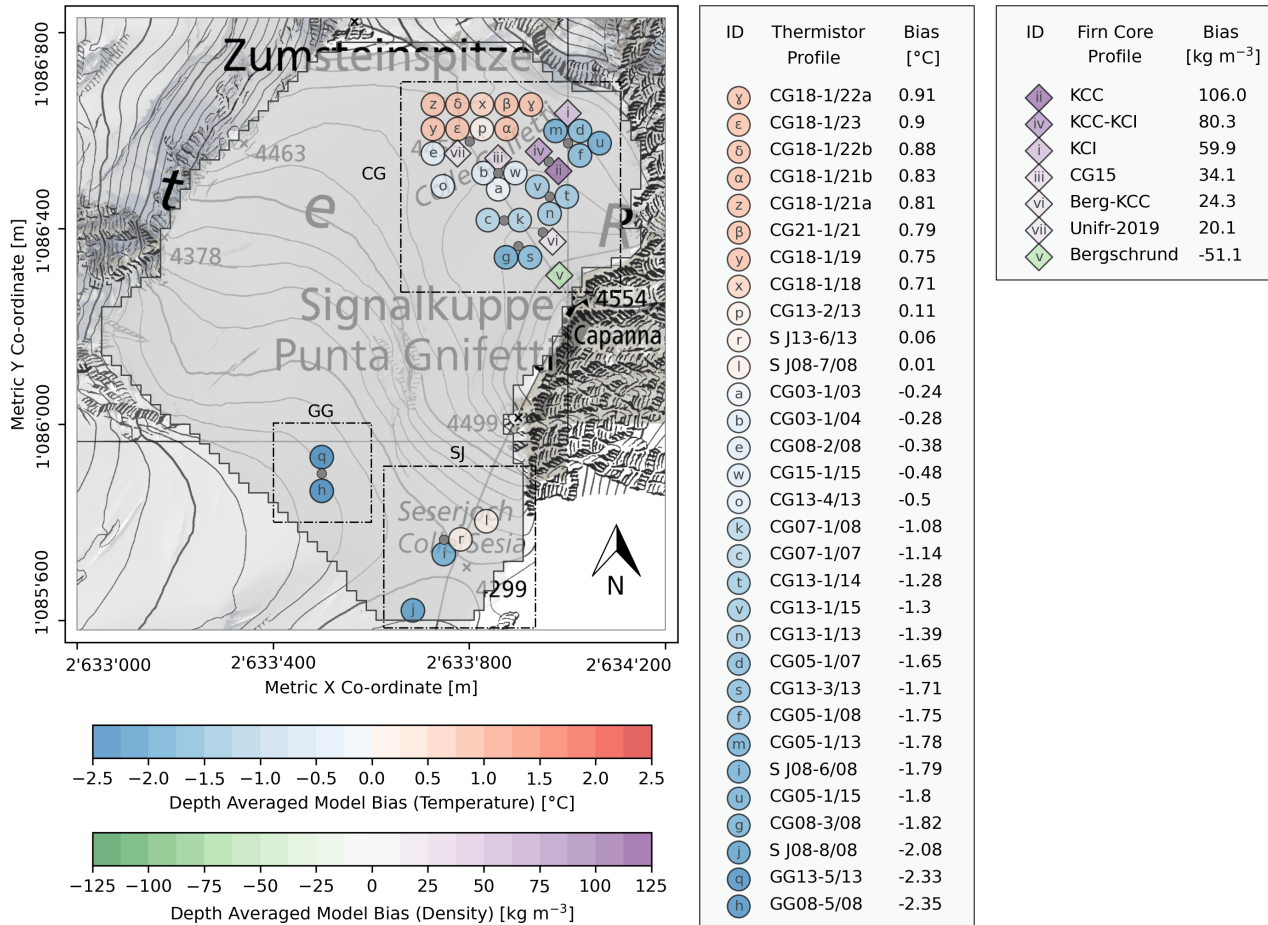 1'086'800
1'086'400
1'086'000
1'085'600
Metric Y Co-ordinate [m]
Zumsteinspitze
4463
4378
t
e
R
CG
z δ x β γ
y ε p α
e vii iii iv ii i m d u f
o b w a v t
c k n
g s vi v
Signalkuppe
4554
Capanna
Punta Gnifetti
4499
GG
q
h
SJ
Seserjoch
Colle Sesia
l
r
i
j
4299
N
2'633'000 2'633'400 2'633'800 2'634'200
Metric X Co-ordinate [m]
−2.5 −2.0 −1.5 −1.0 −0.5 0.0 0.5 1.0 1.5 2.0 2.5
Depth Averaged Model Bias (Temperature) [°C]
−125 −100 −75 −50 −25 0 25 50 75 100 125
Depth Averaged Model Bias (Density) [kg m⁻³]
ID Thermistor Bias
Profile [°C]
γ CG18-1/22a 0.91
ε CG18-1/23 0.9
δ CG18-1/22b 0.88
α CG18-1/21b 0.83
z CG18-1/21a 0.81
β CG21-1/21 0.79
y CG18-1/19 0.75
x CG18-1/18 0.71
p CG13-2/13 0.11
r S J13-6/13 0.06
l S J08-7/08 0.01
a CG03-1/03 -0.24
b CG03-1/04 -0.28
e CG08-2/08 -0.38
w CG15-1/15 -0.48
o CG13-4/13 -0.5
k CG07-1/08 -1.08
c CG07-1/07 -1.14
t CG13-1/14 -1.28
v CG13-1/15 -1.3
n CG13-1/13 -1.39
d CG05-1/07 -1.65
s CG13-3/13 -1.71
f CG05-1/08 -1.75
m CG05-1/13 -1.78
i S J08-6/08 -1.79
u CG05-1/15 -1.8
g CG08-3/08 -1.82
j S J08-8/08 -2.08
q GG13-5/13 -2.33
h GG08-5/08 -2.35
ID Firn Core Bias
Profile [kg m⁻³]
ii KCC 106.0
iv KCC-KCI 80.3
i KCI 59.9
iii CG15 34.1
vi Berg-KCC 24.3
vii Unifr-2019 20.1
v Bergschrund -51.1